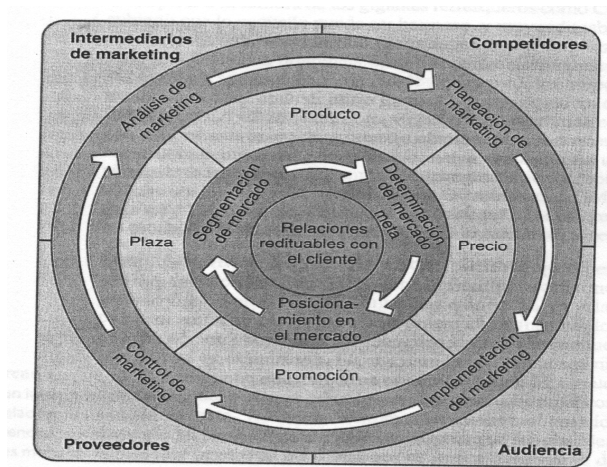 Intermediarios
de marketing
Competidores
Análisis de
marketing
Planeación de
marketing
Producto
Segmentación
de mercado
Determinación
del mercado
meta
Plaza
Relaciones
redituables con
el cliente
Precio
Posiciona-
miento en
el mercado
Control de
marketing
Promoción
Implementación
del marketing
Proveedores
Audiencia